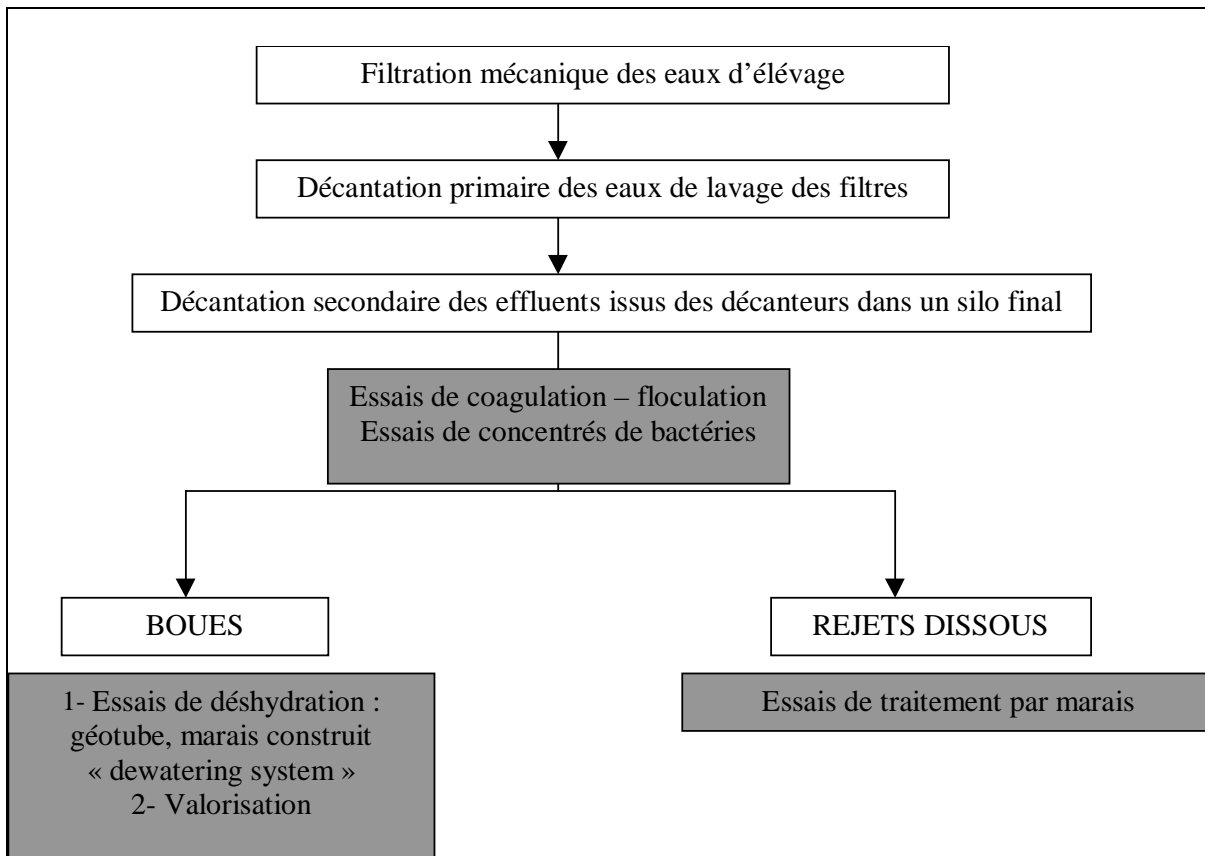 Filtration mécanique des eaux d’élévage
Décantation primaire des eaux de lavage des filtres
Décantation secondaire des effluents issus des décanteurs dans un silo final
Essais de coagulation – floculation
Essais de concentrés de bactéries
BOUES
REJETS DISSOUS
1- Essais de déshydration :
géotube, marais construit
« dewatering system »
2- Valorisation
Essais de traitement par marais